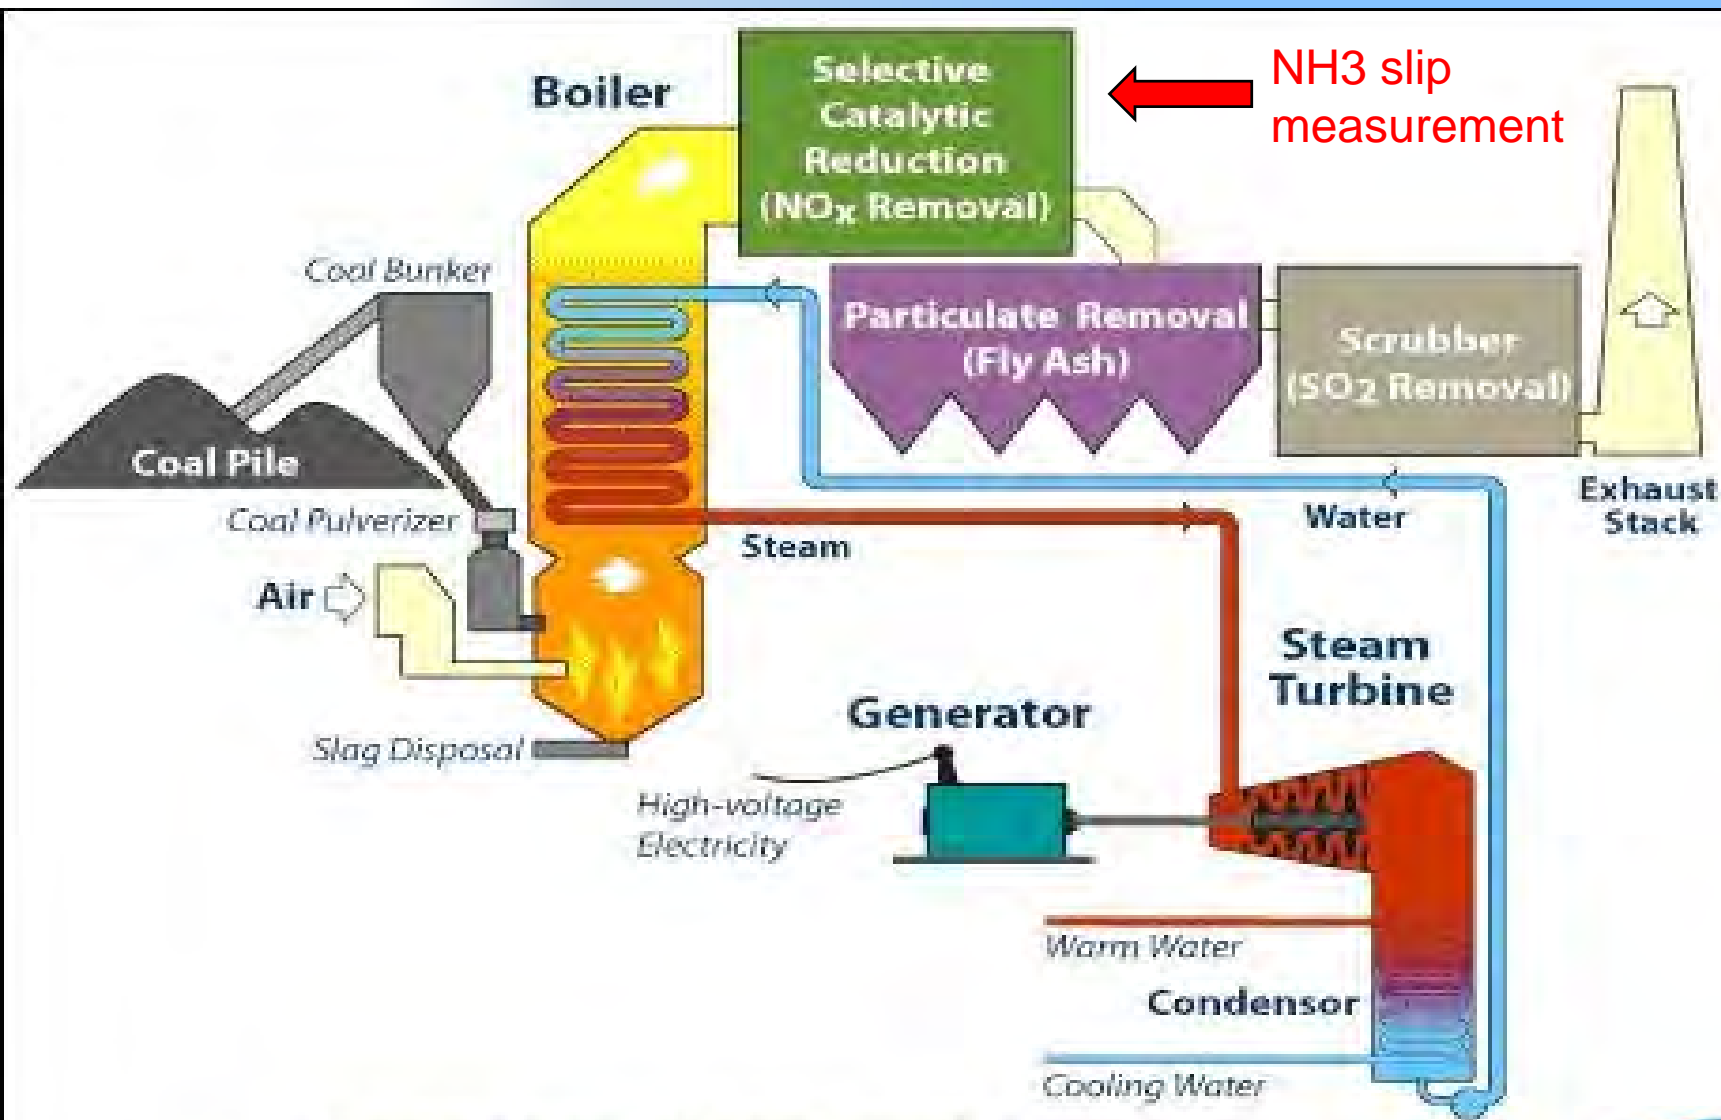 Boiler
Selective
Catalytic
Reduction
(NOx Removal)
NH3 slip
measurement
Coal Bunker
Particulate Removal
(Fly Ash)
Scrubber
(SO2 Removal)
Coal Pile
Coal Pulverizer
Steam
Water
Exhaust
Stack
Air
Steam
Turbine
Generator
Slag Disposal
High-voltage
Electricity
Warm Water
Condensor
Cooling Water